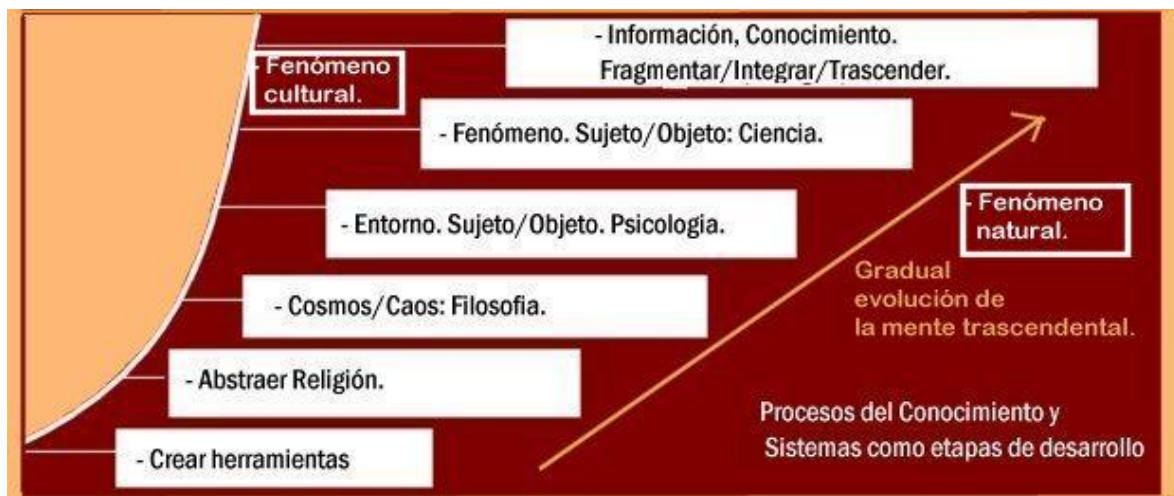 - Información, Conocimiento.
Fragmentar/Integrar/Trascender.
- Fenómeno
cultural.
- Fenómeno. Sujeto/Objeto: Ciencia.
- Entorno. Sujeto/Objeto. Psicologia.
- Fenómeno
natural.
- Cosmos/Caos: Filosofia.
Gradual
evolución de
la mente trascendental.
- Abstraer Religión.
- Crear herramientas
Procesos del Conocimiento y
Sistemas como etapas de desarrollo